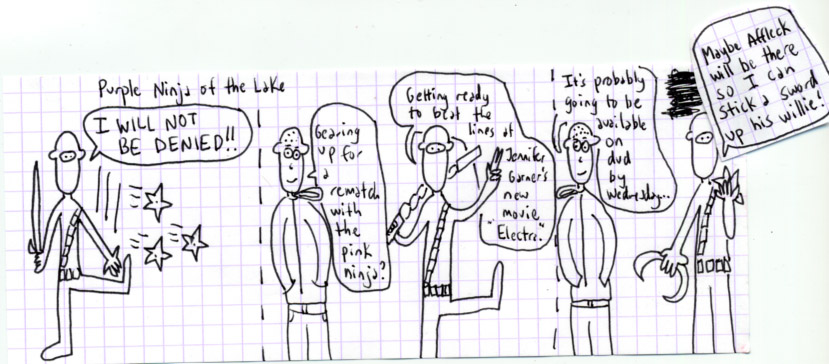 Purple Ninja of the Lake
I WILL NOT
BE DENIED!!
Gearing
up for
a
rematch
with
the
pink
ninja?
Getting ready
to beat the
lines at
Jennifer
Garner's
new
movie
"Electra."
It's probably
going to be
available
on
dvd
by
Wednesday...
Maybe Affleck
will be there
so I can
stick a sword
up his willie!